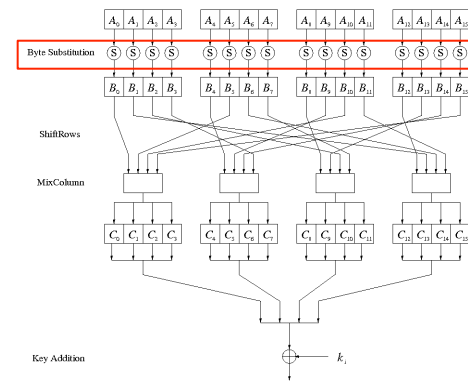 A0 A1 A2 A3 A4 A5 A6 A7 A8 A9 A10 A11 A12 A13 A14 A15
Byte Substitution S S S S S S S S S S S S S S S S
B0 B1 B2 B3 B4 B5 B6 B7 B8 B9 B10 B11 B12 B13 B14 B15
ShiftRows
MixColumn
C0 C1 C2 C3 C4 C5 C6 C7 C8 C9 C10 C11 C12 C13 C14 C15
Key Addition ki